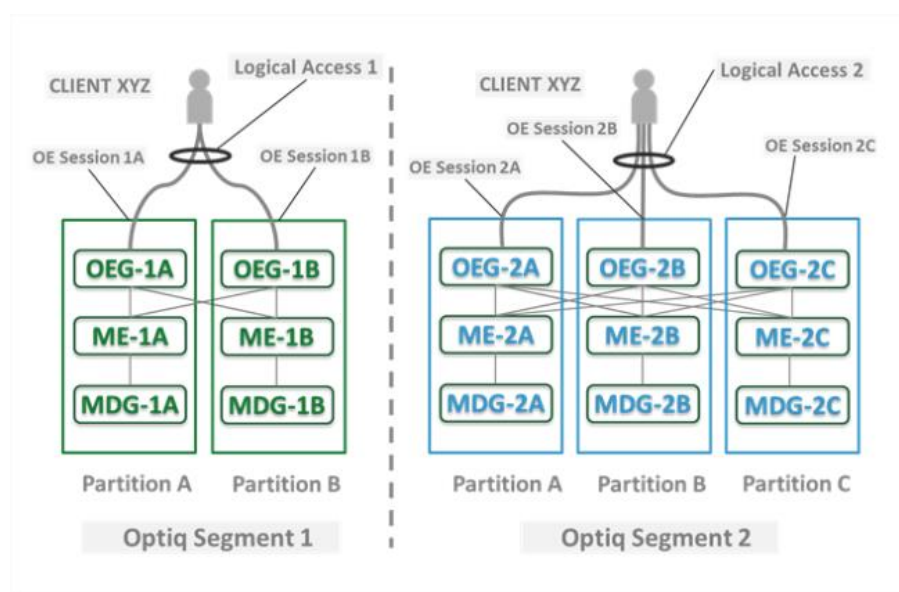 CLIENT XYZ
Logical Access 1
OE Session 1A
OE Session 1B
OEG-1A
OEG-1B
ME-1A
ME-1B
MDG-1A
MDG-1B
Partition A
Partition B
Optiq Segment 1
CLIENT XYZ
Logical Access 2
OE Session 2B
OE Session 2A
OE Session 2C
OEG-2A
OEG-2B
OEG-2C
ME-2A
ME-2B
ME-2C
MDG-2A
MDG-2B
MDG-2C
Partition A
Partition B
Partition C
Optiq Segment 2